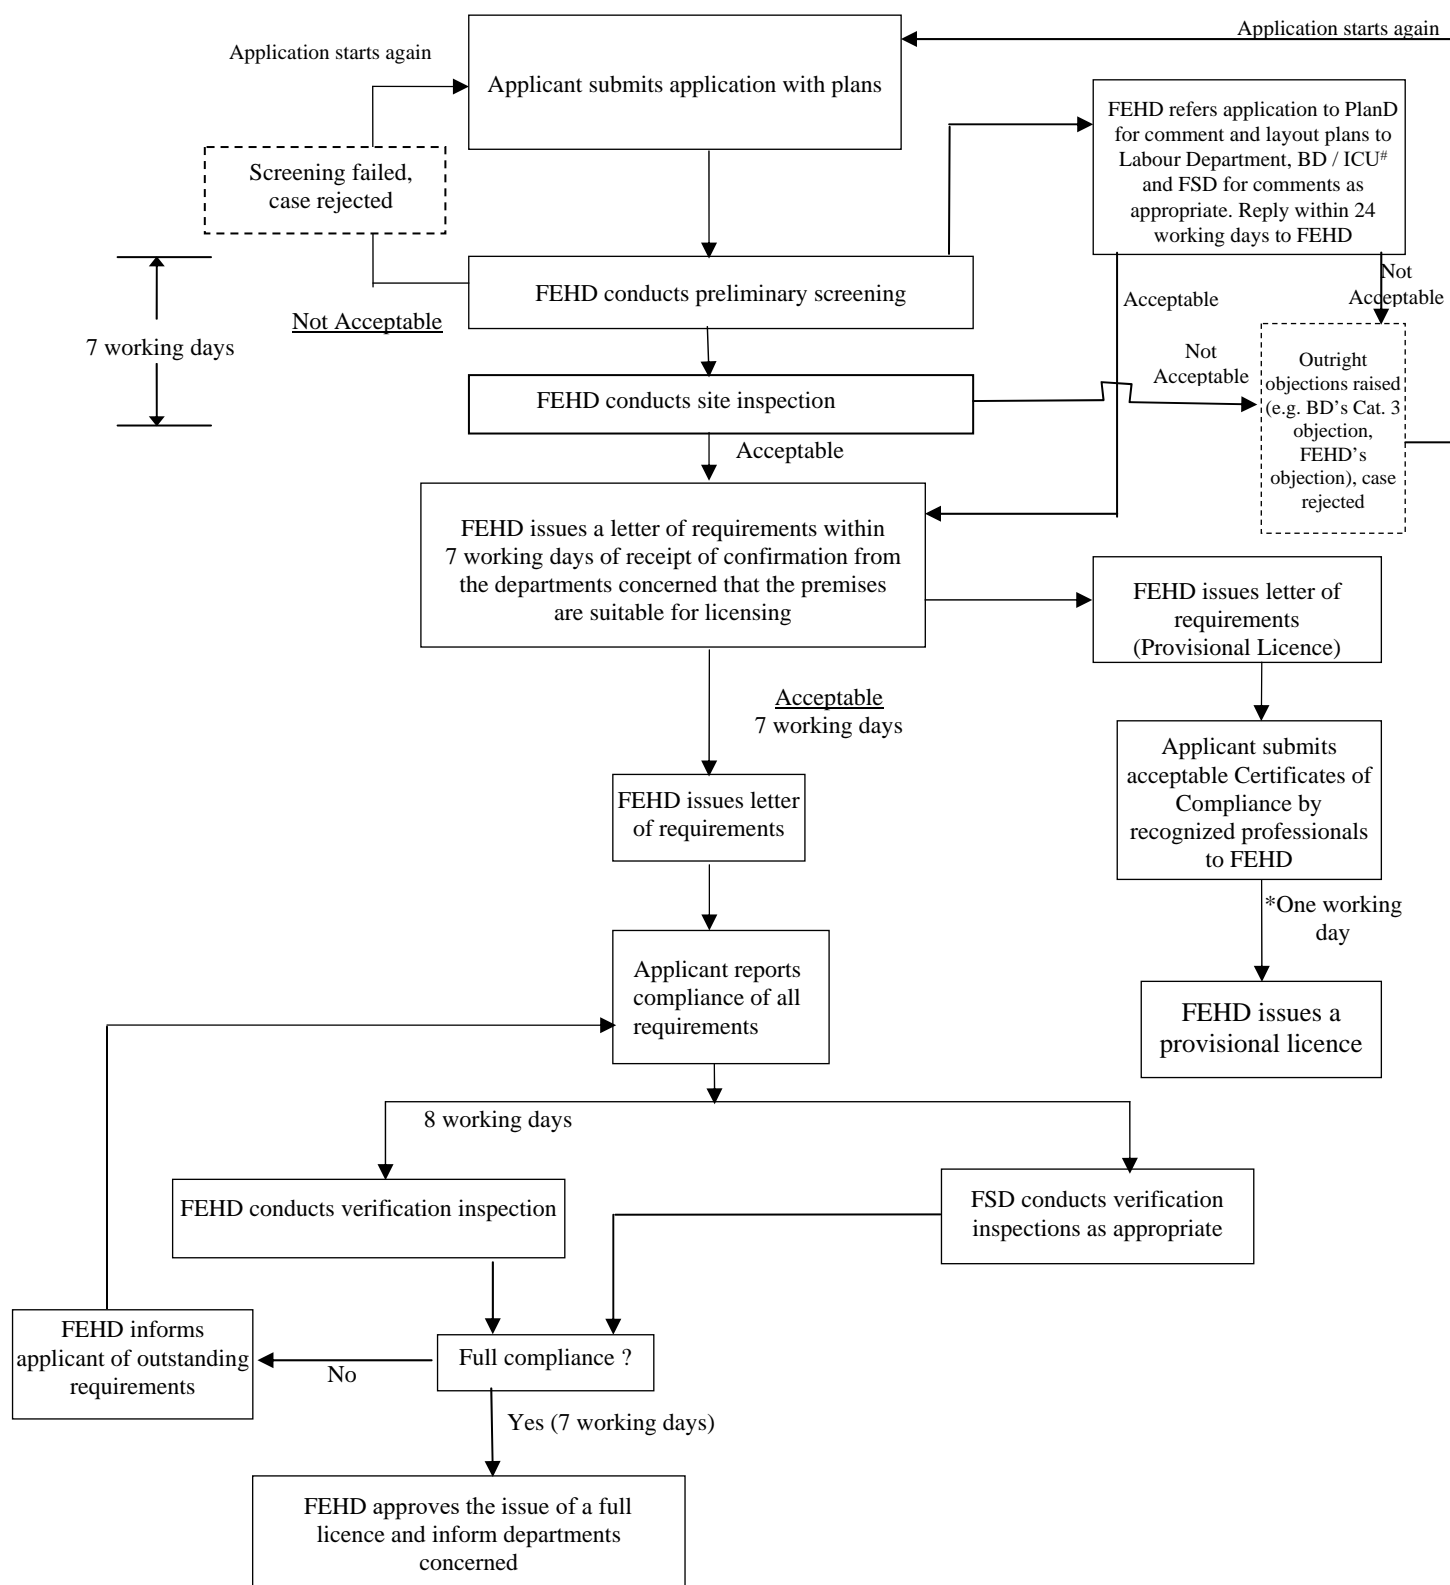 Application starts again
Application starts again
Applicant submits application with plans
FEHD refers application to PlanD
for comment and layout plans to
Labour Department, BD / ICU#
and FSD for comments as
appropriate. Reply within 24
working days to FEHD
Screening failed,
case rejected
FEHD conducts preliminary screening
Not Acceptable
7 working days
Acceptable
Not
Acceptable
FEHD conducts site inspection
Not
Acceptable
Outright
objections raised
(e.g. BD’s Cat. 3
objection,
FEHD’s
objection), case
rejected
Acceptable
FEHD issues a letter of requirements within
7 working days of receipt of confirmation from
the departments concerned that the premises
are suitable for licensing
FEHD issues letter of
requirements
(Provisional Licence)
Acceptable
7 working days
Applicant submits
acceptable Certificates of
Compliance by
recognized professionals
to FEHD
FEHD issues letter
of requirements
*One working
day
Applicant reports
compliance of all
requirements
FEHD issues a
provisional licence
8 working days
FEHD conducts verification inspection
FSD conducts verification
inspections as appropriate
FEHD informs
applicant of outstanding
requirements
No
Full compliance ?
Yes (7 working days)
FEHD approves the issue of a full
licence and inform departments
concerned